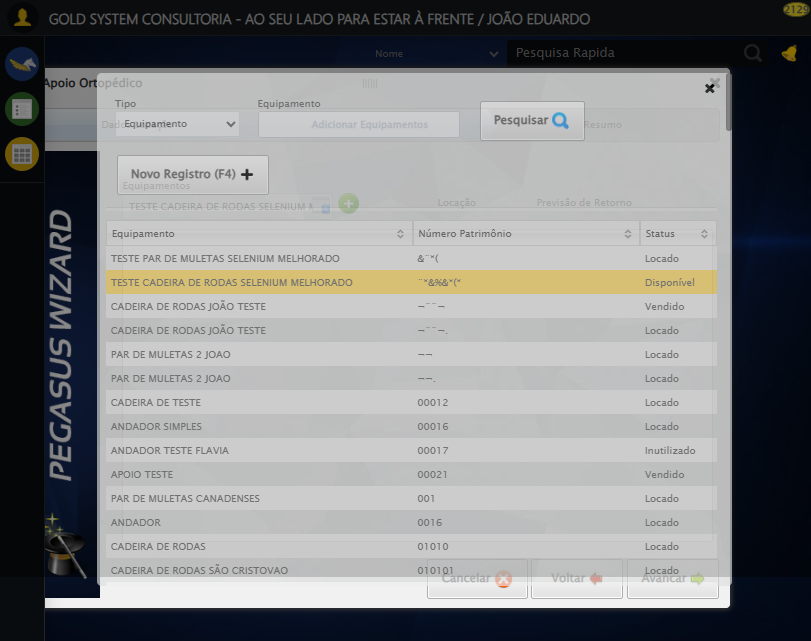 GOLD SYSTEM CONSULTORIA - AO SEU LADO PARA ESTAR À FRENTE / JOÃO EDUARDO
2129
Nome
Pesquisa Rapida
Apoio Ortopédico
Tipo
Equipamento
Equipamento
Adicionar Equipamentos
Pesquisar
Resumo
Novo Registro (F4)
Equipamentos
TESTE CADEIRA DE RODAS SELENIUM
Locação
Previsão de Retorno
Equipamento Número Patrimônio Status
TESTE PAR DE MULETAS SELENIUM MELHORADO &¨*( Locado
TESTE CADEIRA DE RODAS SELENIUM MELHORADO ¨*&%&*(* Disponível
CADEIRA DE RODAS JOÃO TESTE ¬¨¨¬ Vendido
CADEIRA DE RODAS JOÃO TESTE ¬¨¨¬. Locado
PAR DE MULETAS 2 JOAO ¬¬ Locado
PAR DE MULETAS 2 JOAO ¬¬. Locado
CADEIRA DE TESTE 00012 Locado
ANDADOR SIMPLES 00016 Locado
ANDADOR TESTE FLAVIA 00017 Inutilizado
APOIO TESTE 00021 Vendido
PAR DE MULETAS CANADENSES 001 Locado
ANDADOR 0016 Locado
CADEIRA DE RODAS 01010 Locado
CADEIRA DE RODAS SÃO CRISTOVAO 010101 Locado
Cancelar
Voltar
Avançar
PEGASUS WIZARD